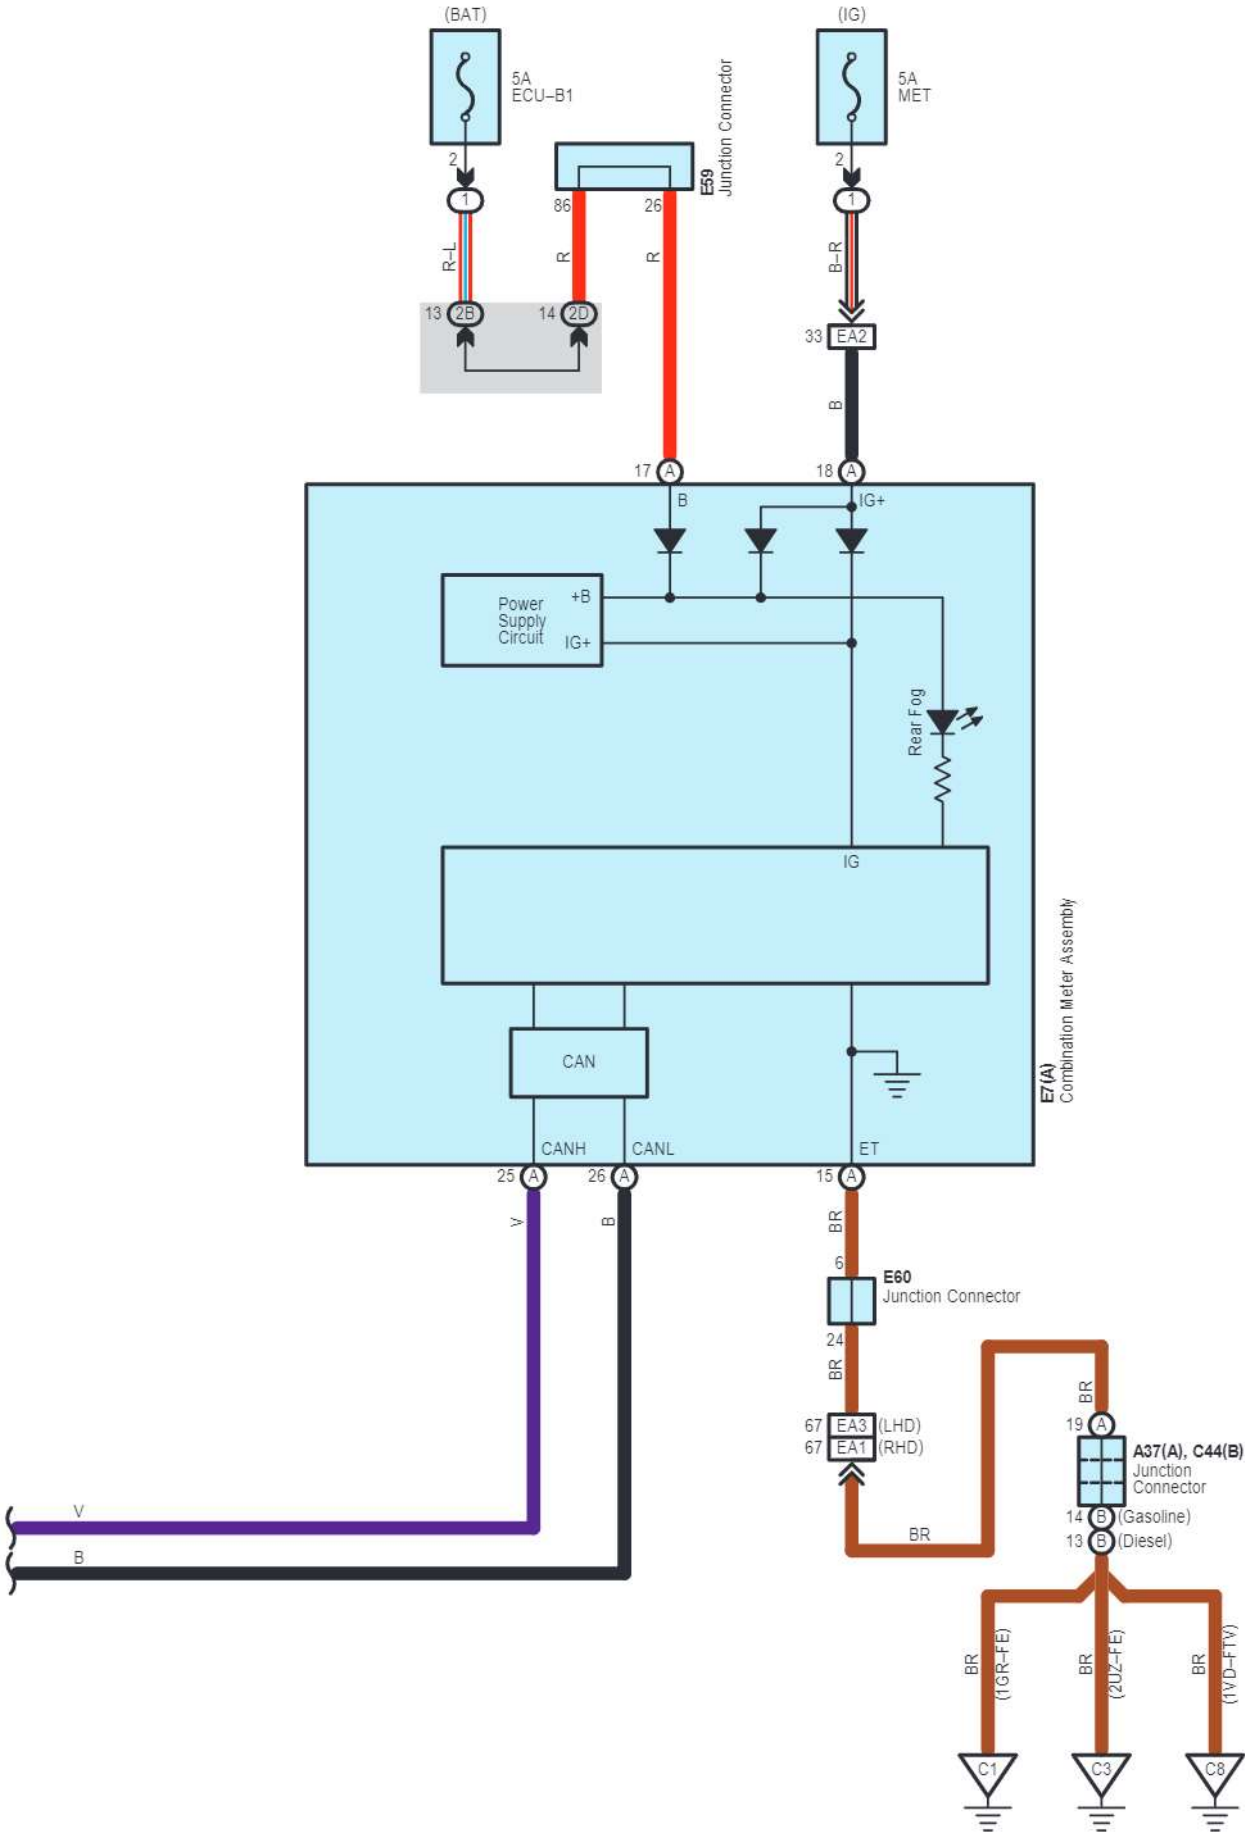 (BAT)
(IG)
5A
ECU–B1
5A
MET
E59
Junction Connector
2
2
1
1
86
26
R–L
R
R
B–R
13
2B
14
2D
33
EA2
B
17
A
18
A
B
IG+
Power
Supply
Circuit
+B
IG+
Rear Fog
IG
E7(A)
Combination Meter Assembly
CAN
CANH
CANL
ET
25
A
26
A
15
A
V
B
BR
6
E60
Junction Connector
24
BR
BR
67
EA3
(LHD)
67
EA1
(RHD)
19
A
A37(A), C44(B)
Junction
Connector
14
B
(Gasoline)
13
B
(Diesel)
V
BR
B
BR
(1GR–FE)
BR
(2UZ–FE)
BR
(1VD–FTV)
C1
C3
C8